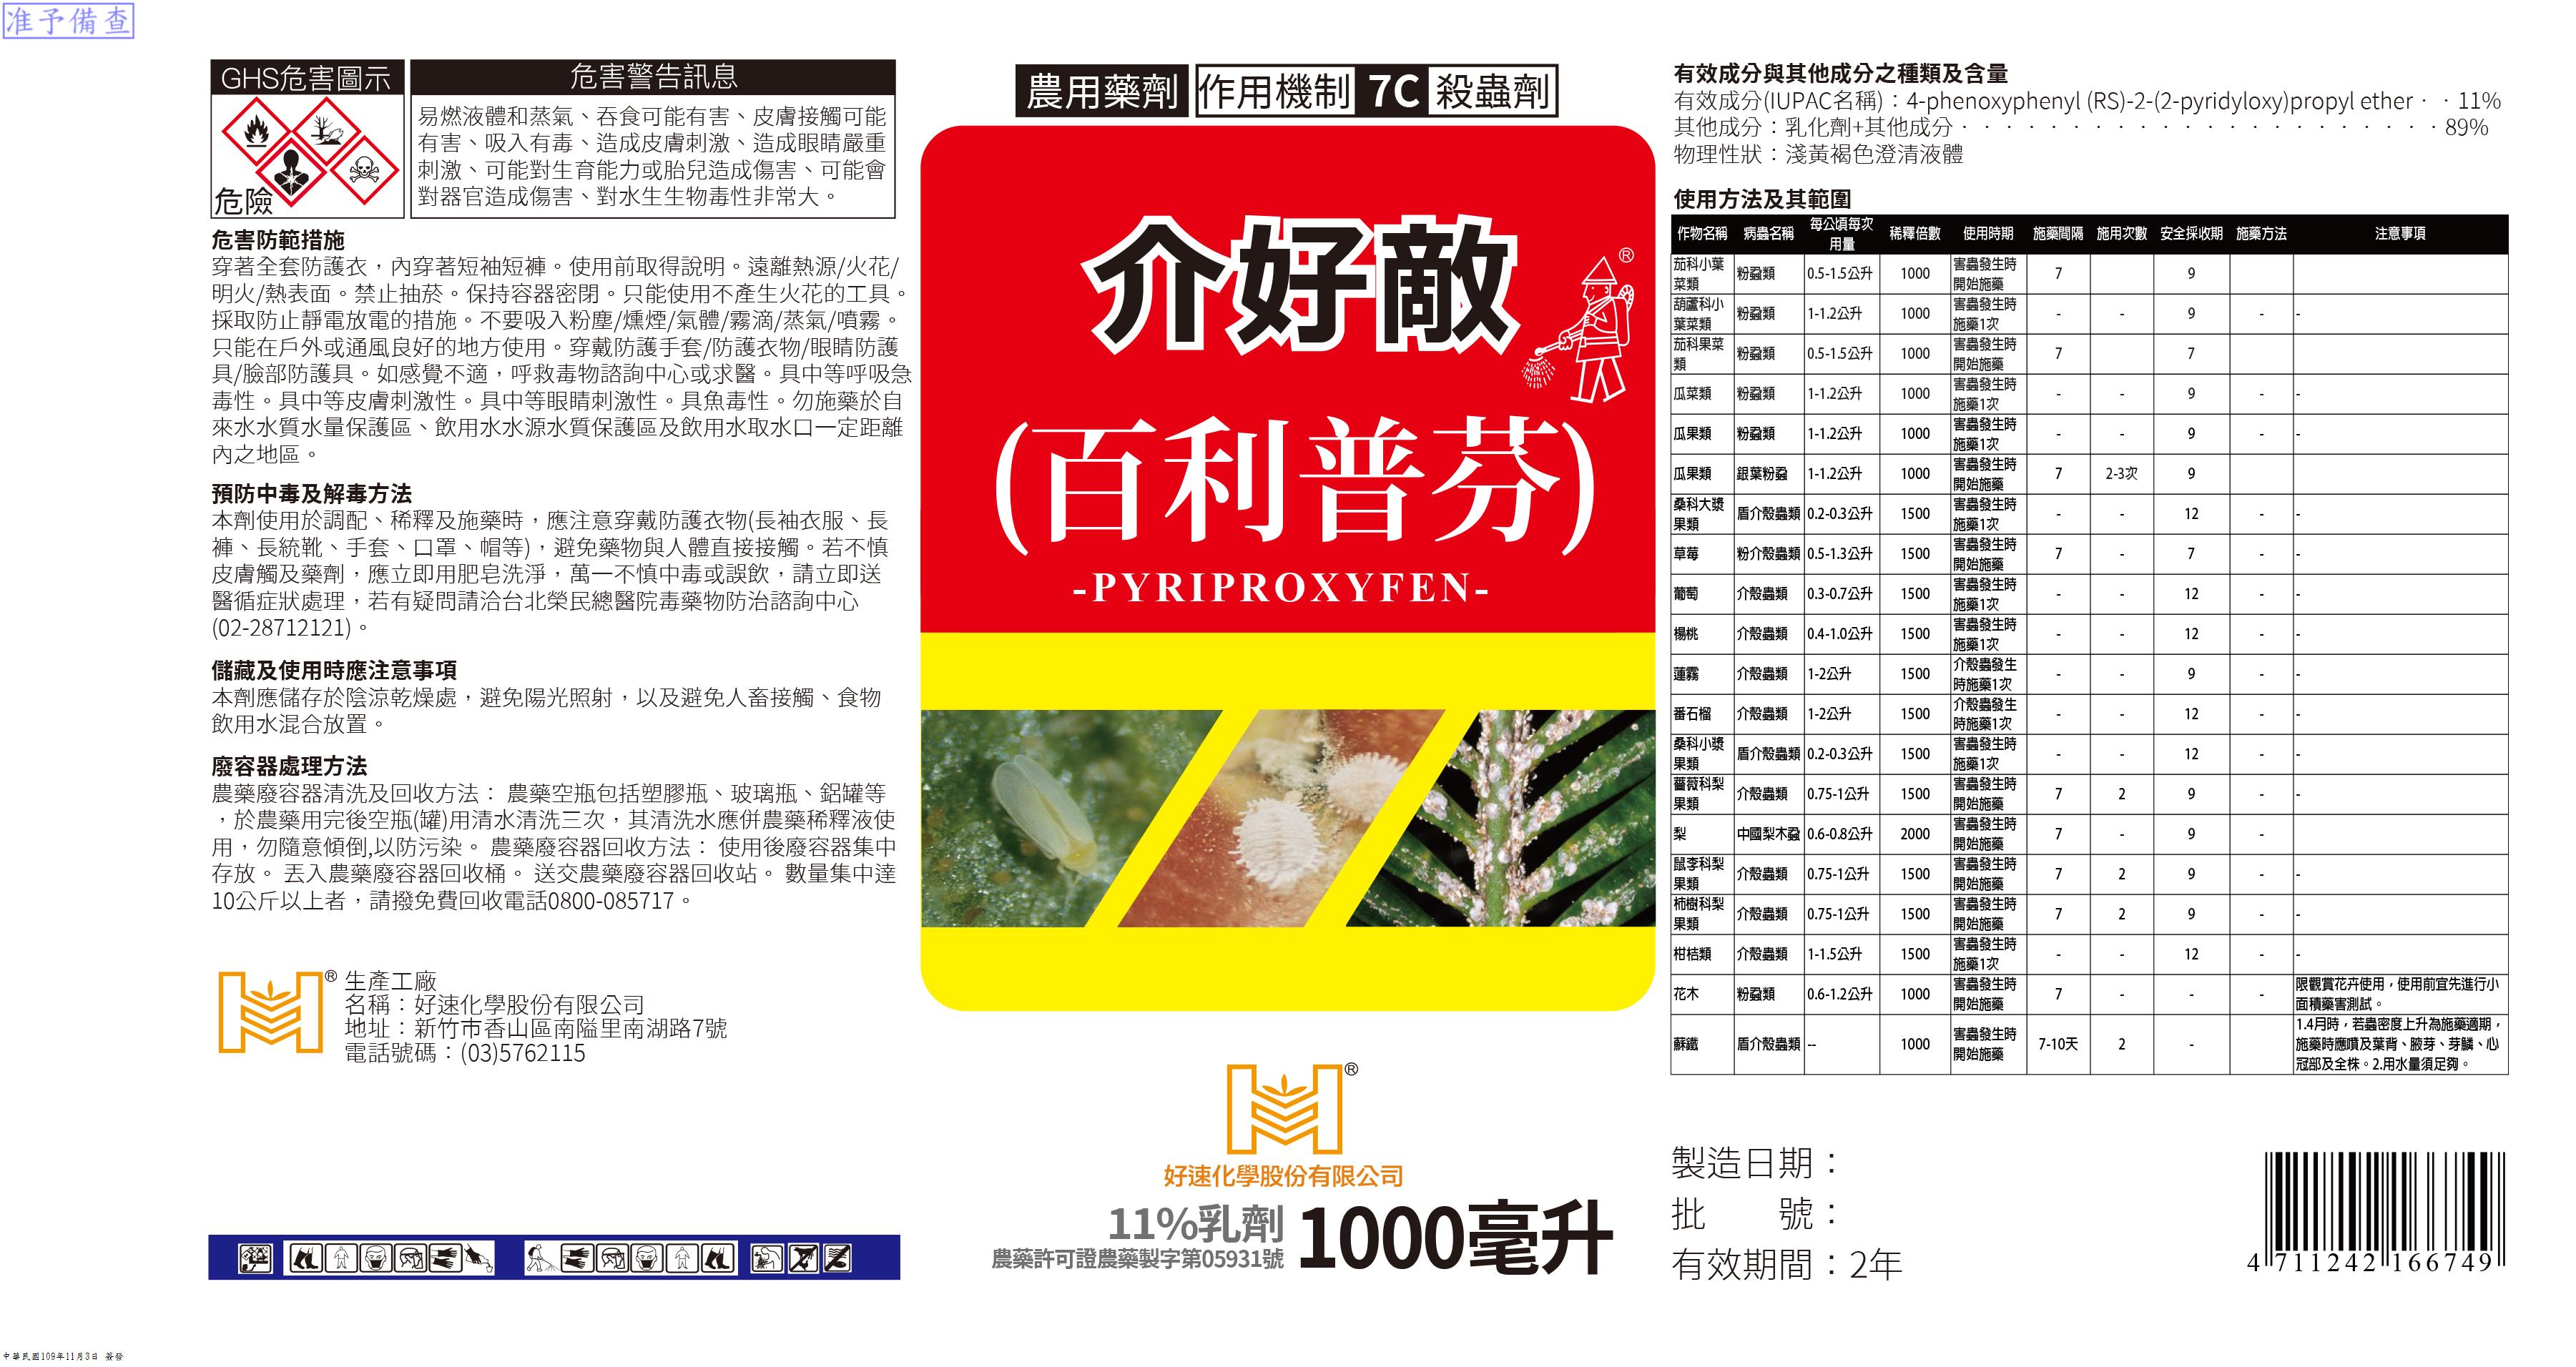 准予備查
GHS危害圖示
危險
危害警告訊息
易燃液體和蒸氣、吞食可能有害、皮膚接觸可能
有害、吸入有毒、造成皮膚刺激、造成眼睛嚴重
刺激、可能對生育能力或胎兒造成傷害、可能會
對器官造成傷害、對水生生物毒性非常大。
危害防範措施
穿著全套防護衣，內穿著短袖短褲。使用前取得說明。遠離熱源/火花/
明火/熱表面。禁止抽菸。保持容器密閉。只能使用不產生火花的工具。
採取防止靜電放電的措施。不要吸入粉塵/燻煙/氣體/霧滴/蒸氣/噴霧。
只能在戶外或通風良好的地方使用。穿戴防護手套/防護衣物/眼睛防護
具/臉部防護具。如感覺不適，呼救毒物諮詢中心或求醫。具中等呼吸急
毒性。具中等皮膚刺激性。具中等眼睛刺激性。具魚毒性。勿施藥於自
來水水質水量保護區、飲用水水源水質保護區及飲用水取水口一定距離
內之地區。
預防中毒及解毒方法
本劑使用於調配、稀釋及施藥時，應注意穿戴防護衣物(長袖衣服、長
褲、長統靴、手套、口罩、帽等)，避免藥物與人體直接接觸。若不慎
皮膚觸及藥劑，應立即用肥皂洗淨，萬一不慎中毒或誤飲，請立即送
醫循症狀處理，若有疑問請洽台北榮民總醫院毒藥物防治諮詢中心
(02-28712121)。
儲藏及使用時應注意事項
本劑應儲存於陰涼乾燥處，避免陽光照射，以及避免人畜接觸、食物
飲用水混合放置。
廢容器處理方法
農藥廢容器清洗及回收方法： 農藥空瓶包括塑膠瓶、玻璃瓶、鋁罐等
，於農藥用完後空瓶(罐)用清水清洗三次，其清洗水應併農藥稀釋液使
用，勿隨意傾倒,以防污染。 農藥廢容器回收方法： 使用後廢容器集中
存放。 丟入農藥廢容器回收桶。 送交農藥廢容器回收站。 數量集中達
10公斤以上者，請撥免費回收電話0800-085717。
®
生產工廠
名稱：好速化學股份有限公司
地址：新竹市香山區南隘里南湖路7號
電話號碼：(03)5762115
農用藥劑 作用機制 7C 殺蟲劑
介好敵
®
(百利普芬)
-PYRIPROXYFEN-
®
好速化學股份有限公司
11%乳劑
農藥許可證農藥製字第05931號
1000毫升
有效成分與其他成分之種類及含量
有效成分(IUPAC名稱)：4-phenoxyphenyl (RS)-2-(2-pyridyloxy)propyl ether‥11%
其他成分：乳化劑+其他成分‥‥‥‥‥‥‥‥‥‥‥89%
物理性狀：淺黃褐色澄清液體
使用方法及其範圍
作物名稱 病蟲名稱 每公頃每次用量 稀釋倍數 使用時期 施藥間隔 施用次數 安全採收期 施藥方法 注意事項
茄科小葉菜類 粉蝨類 0.5-1.5公升 1000 害蟲發生時開始施藥 7 9
葫蘆科小葉菜類 粉蝨類 1-1.2公升 1000 害蟲發生時施藥1次 - - 9 - -
茄科果菜類 粉蝨類 0.5-1.5公升 1000 害蟲發生時開始施藥 7 7
瓜菜類 粉蝨類 1-1.2公升 1000 害蟲發生時施藥1次 - - 9 - -
瓜果類 粉蝨類 1-1.2公升 1000 害蟲發生時施藥1次 - - 9 - -
瓜果類 銀葉粉蝨 1-1.2公升 1000 害蟲發生時開始施藥 7 2-3次 9
桑科大漿果類 盾介殼蟲類 0.2-0.3公升 1500 害蟲發生時施藥1次 - - 12 - -
草莓 粉介殼蟲類 0.5-1.3公升 1500 害蟲發生時開始施藥 7 - 7 - -
葡萄 介殼蟲類 0.3-0.7公升 1500 害蟲發生時施藥1次 - - 12 - -
楊桃 介殼蟲類 0.4-1.0公升 1500 害蟲發生時施藥1次 - - 12 - -
蓮霧 介殼蟲類 1-2公升 1500 介殼蟲發生時施藥1次 - - 9 - -
番石榴 介殼蟲類 1-2公升 1500 介殼蟲發生時施藥1次 - - 12 - -
桑科小漿果類 盾介殼蟲類 0.2-0.3公升 1500 害蟲發生時施藥1次 - - 12 - -
薔薇科梨果類 介殼蟲類 0.75-1公升 1500 害蟲發生時開始施藥 7 2 9 - -
梨 中國梨木蝨 0.6-0.8公升 2000 害蟲發生時開始施藥 7 - 9 -
鼠李科梨果類 介殼蟲類 0.75-1公升 1500 害蟲發生時開始施藥 7 2 9 - -
柿樹科梨果類 介殼蟲類 0.75-1公升 1500 害蟲發生時開始施藥 7 2 9 - -
柑桔類 介殼蟲類 1-1.5公升 1500 害蟲發生時施藥1次 - - 12 - -
花木 粉蝨類 0.6-1.2公升 1000 害蟲發生時開始施藥 7 - - - 限觀賞花卉使用，使用前宜先進行小面積藥害測試。
蘇鐵 盾介殼蟲類 -- 1000 害蟲發生時開始施藥 7-10天 2 - 1.4月時，若蟲密度上升為施藥適期，施藥時應噴及葉背、腋芽、芽鱗、心冠部及全株。2.用水量須足夠。
製造日期：
批　　號：
有效期間：2年
4 711242 166749
中華民國109年11月3日 簽發